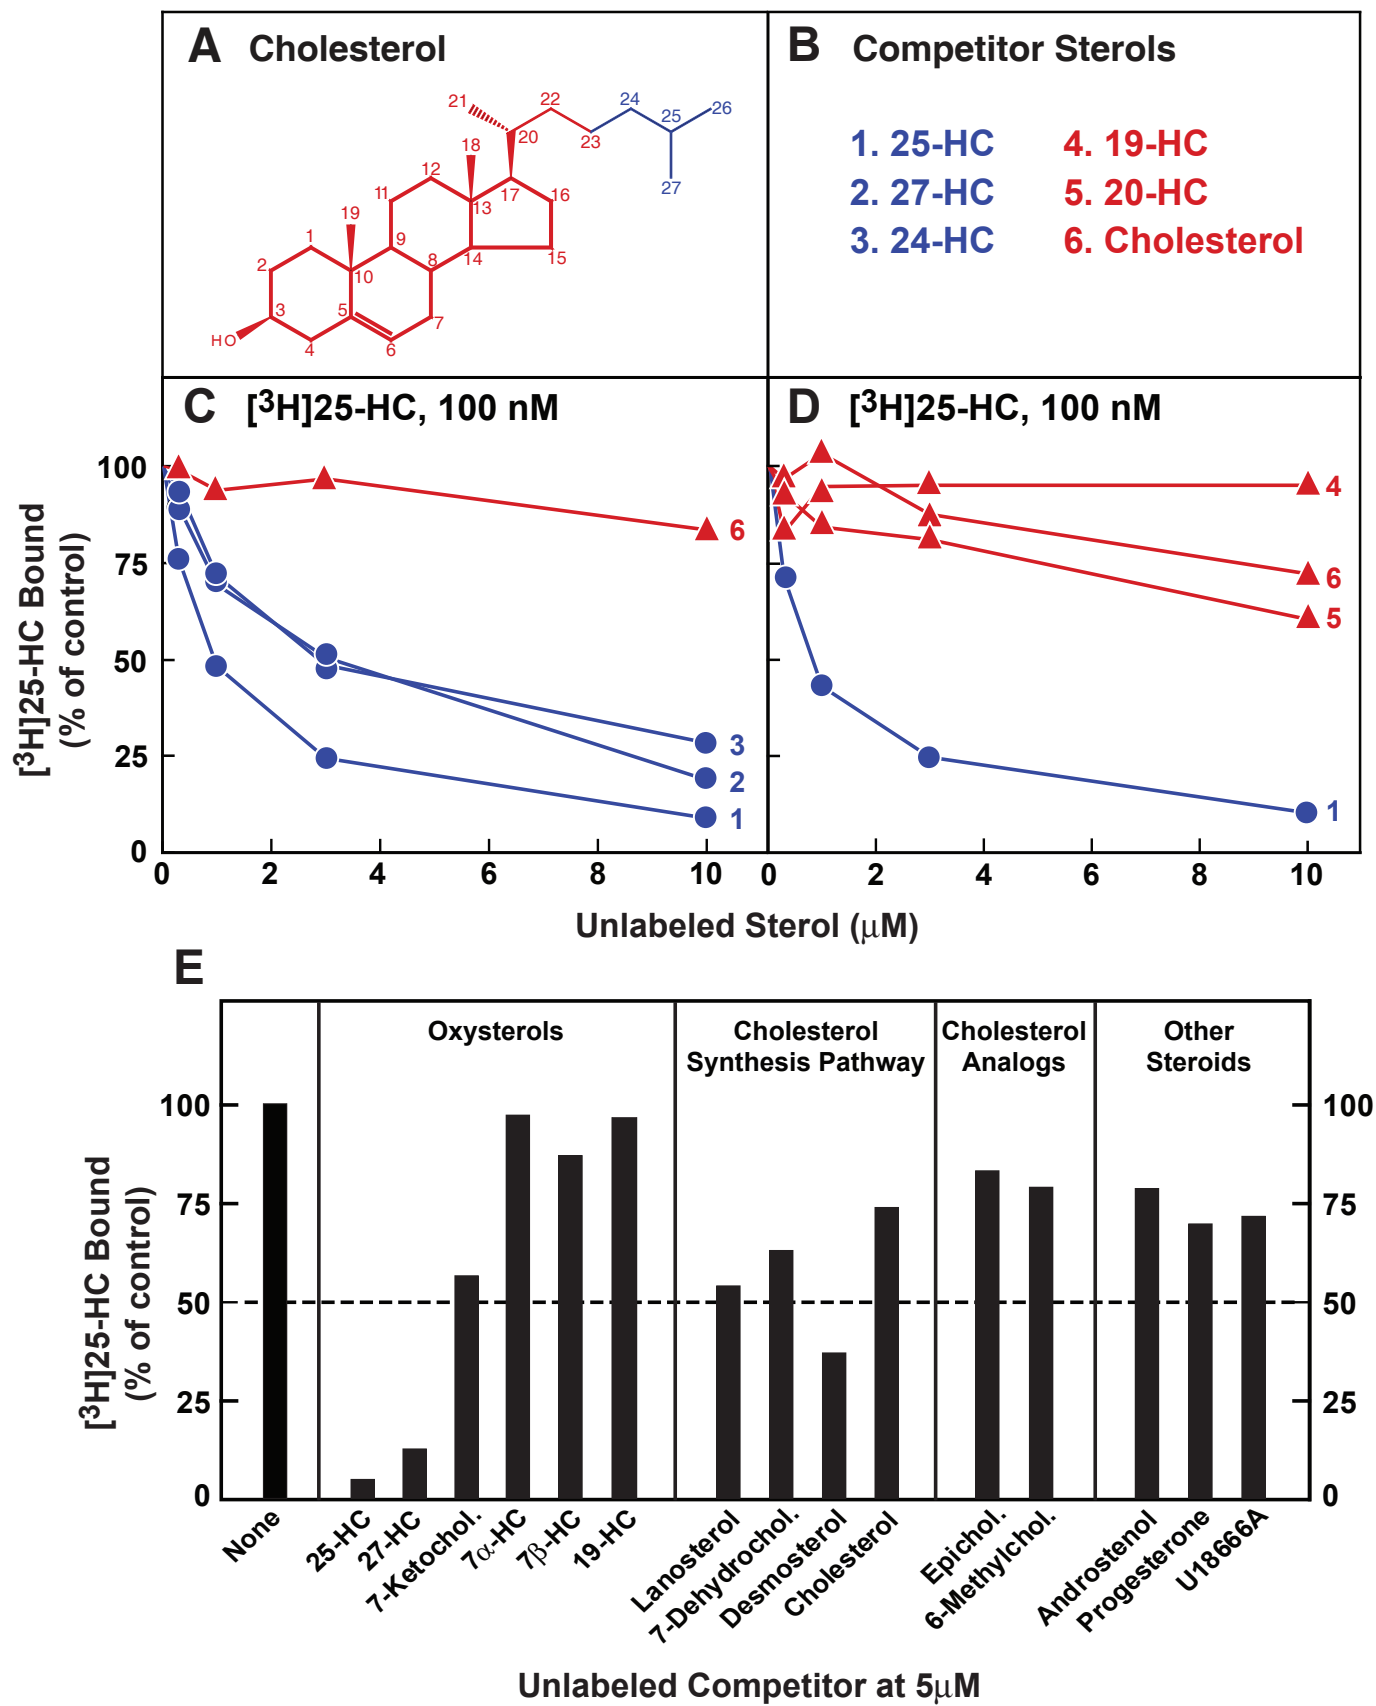 A Cholesterol
21
22
24
25
26
20
23
18
27
12
17
16
11
13
19
1
9
14
15
2
8
10
3
5
7
HO
4
6
B Competitor Sterols
1. 25-HC
4. 19-HC
2. 27-HC
5. 20-HC
3. 24-HC
6. Cholesterol
C [3H]25-HC, 100 nM
D [3H]25-HC, 100 nM
[3H]25-HC Bound
(% of control)
100
75
50
25
0
6
3
2
1
0 2 4 6 8 10
4
6
5
1
0 2 4 6 8 10
Unlabeled Sterol (μM)
E
Oxysterols
Cholesterol
Synthesis Pathway
Cholesterol
Analogs
Other
Steroids
[3H]25-HC Bound
(% of control)
100
75
50
25
0
100
75
50
25
0
None
25-HC
27-HC
7-Ketochol.
7α-HC
7β-HC
19-HC
Lanosterol
7-Dehydrochol.
Desmosterol
Cholesterol
Epichol.
6-Methylchol.
Androstenol
Progesterone
U18666A
Unlabeled Competitor at 5μM